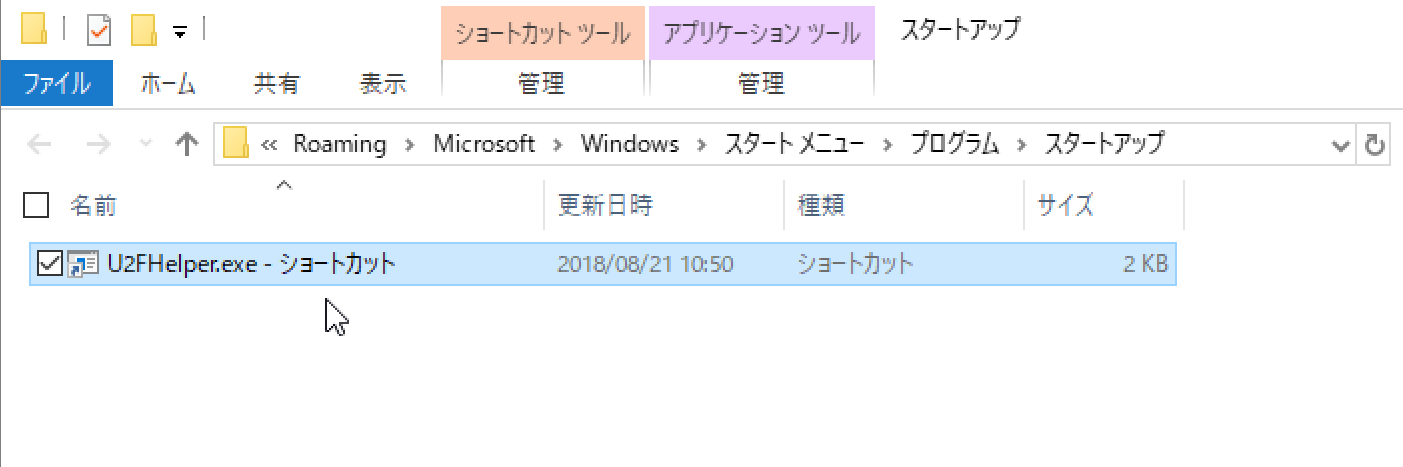 ショートカット ツール アプリケーション ツール スタートアップ
ファイル ホーム 共有 表示 管理 管理
« Roaming › Microsoft › Windows › スタート メニュー › プログラム › スタートアップ
名前 更新日時 種類 サイズ
U2FHelper.exe - ショートカット 2018/08/21 10:50 ショートカット 2 KB